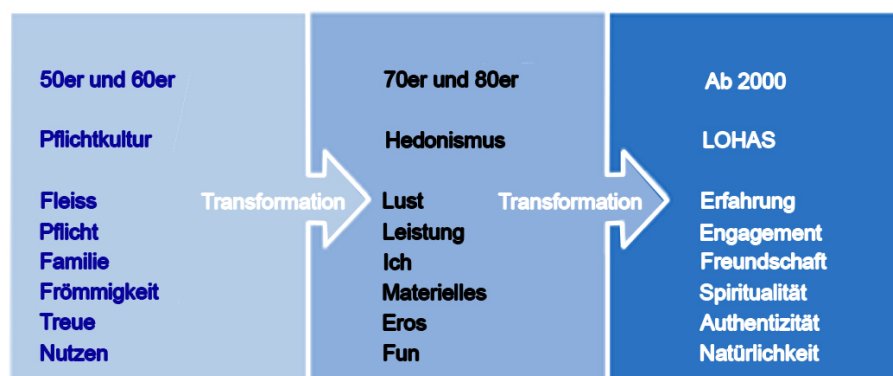 50er und 60er
Pflichtkultur
Fleiss
Pflicht
Familie
Frömmigkeit
Treue
Nutzen
Transformation
70er und 80er
Hedonismus
Lust
Leistung
Ich
Materielles
Eros
Fun
Transformation
Ab 2000
LOHAS
Erfahrung
Engagement
Freundschaft
Spiritualität
Authentizität
Natürlichkeit